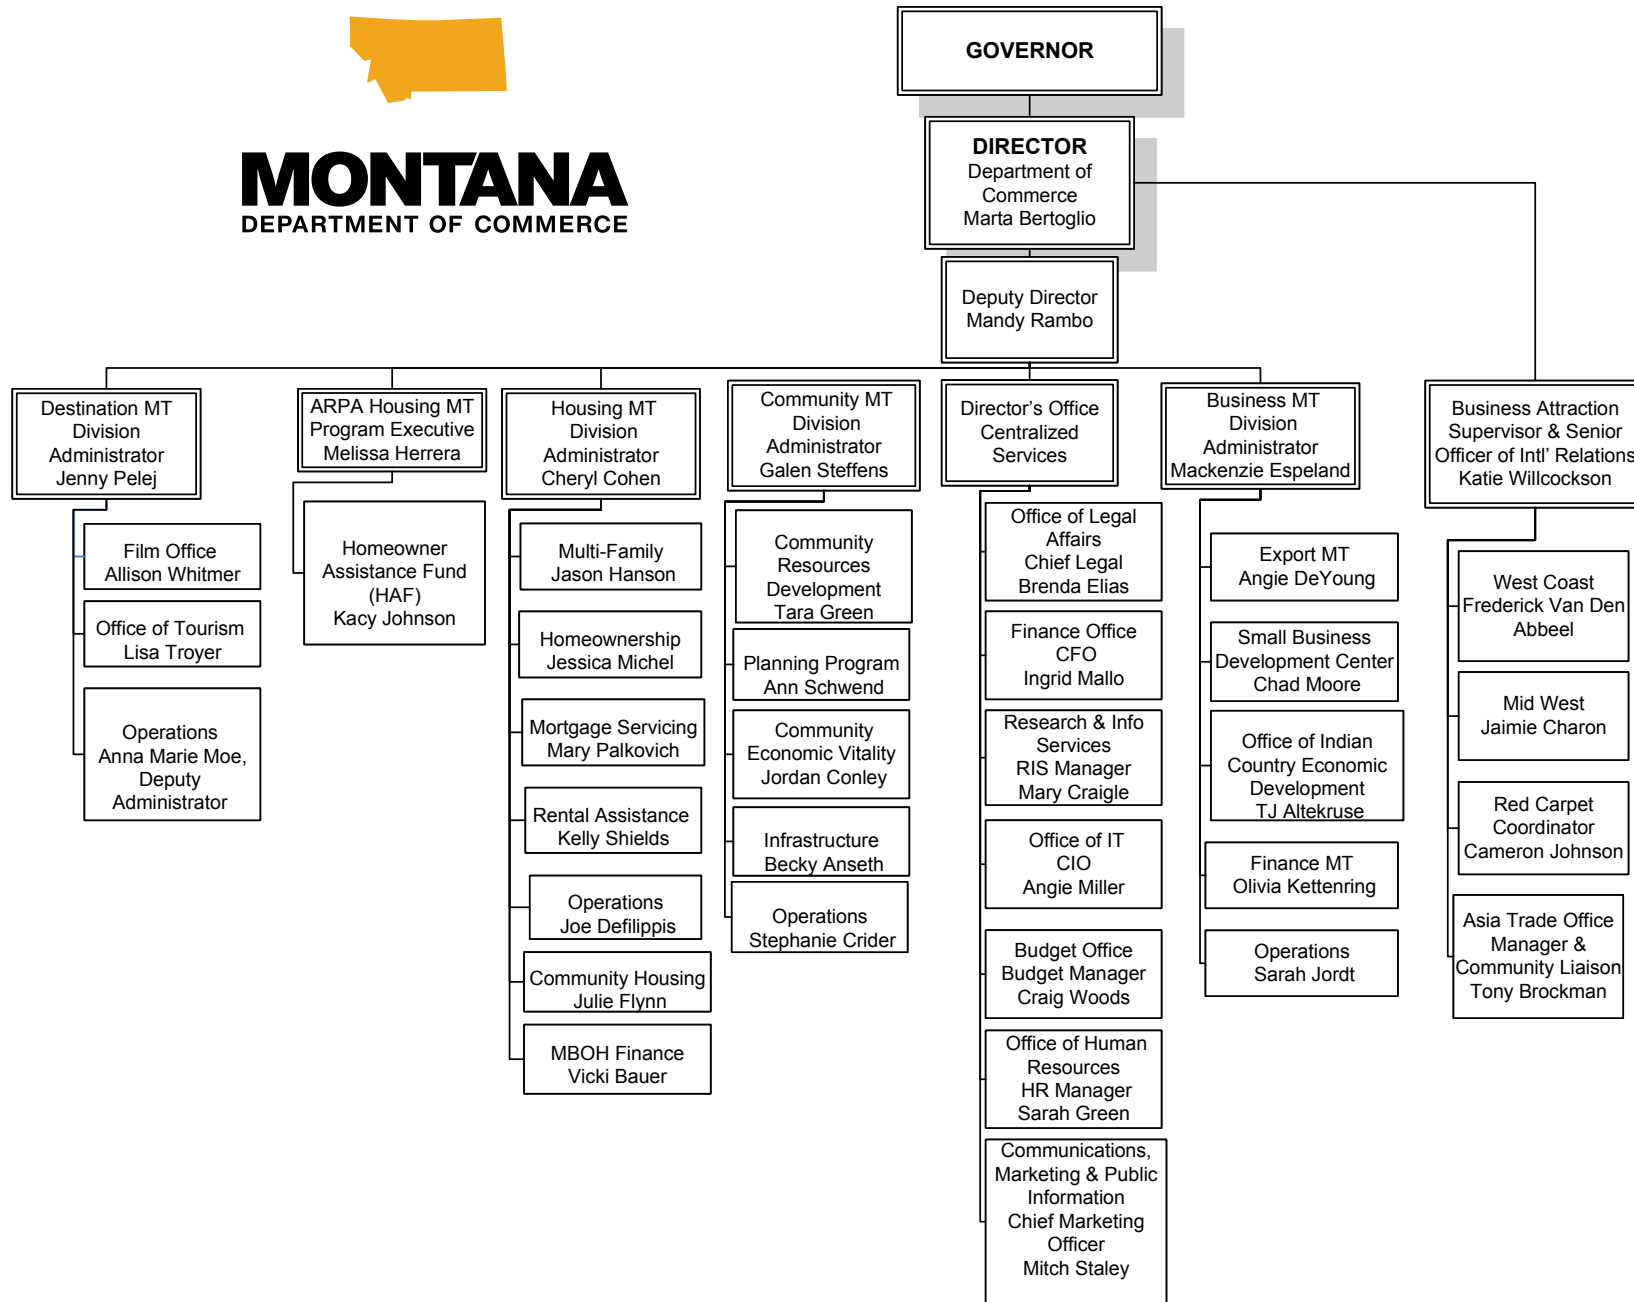 MONTANA
DEPARTMENT OF COMMERCE
GOVERNOR
DIRECTOR
Department of
Commerce
Marta Bertoglio
Deputy Director
Mandy Rambo
Destination MT
Division
Administrator
Jenny Pelej
Film Office
Allison Whitmer
Office of Tourism
Lisa Troyer
Operations
Anna Marie Moe,
Deputy
Administrator
ARPA Housing MT
Program Executive
Melissa Herrera
Homeowner
Assistance Fund
(HAF)
Kacy Johnson
Housing MT
Division
Administrator
Cheryl Cohen
Multi-Family
Jason Hanson
Homeownership
Jessica Michel
Mortgage Servicing
Mary Palkovich
Rental Assistance
Kelly Shields
Operations
Joe Defilippis
Community Housing
Julie Flynn
MBOH Finance
Vicki Bauer
Community MT
Division
Administrator
Galen Steffens
Community
Resources
Development
Tara Green
Planning Program
Ann Schwend
Community
Economic Vitality
Jordan Conley
Infrastructure
Becky Anseth
Operations
Stephanie Crider
Director’s Office
Centralized
Services
Office of Legal
Affairs
Chief Legal
Brenda Elias
Finance Office
CFO
Ingrid Mallo
Research & Info
Services
RIS Manager
Mary Craigle
Office of IT
CIO
Angie Miller
Budget Office
Budget Manager
Craig Woods
Office of Human
Resources
HR Manager
Sarah Green
Communications,
Marketing & Public
Information
Chief Marketing
Officer
Mitch Staley
Business MT
Division
Administrator
Mackenzie Espeland
Export MT
Angie DeYoung
Small Business
Development Center
Chad Moore
Office of Indian
Country Economic
Development
TJ Altekruse
Finance MT
Olivia Kettenring
Operations
Sarah Jordt
Business Attraction
Supervisor & Senior
Officer of Intl’ Relations
Katie Willcockson
West Coast
Frederick Van Den
Abbeel
Mid West
Jaimie Charon
Red Carpet
Coordinator
Cameron Johnson
Asia Trade Office
Manager &
Community Liaison
Tony Brockman